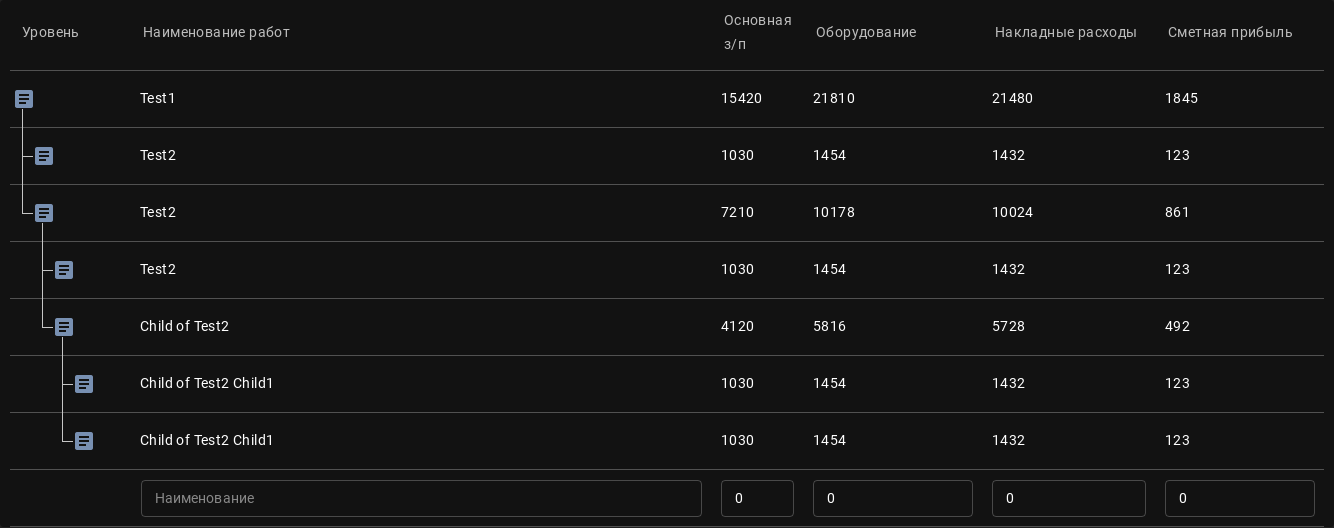 Уровень Наименование работ Основная з/п Оборудование Накладные расходы Сметная прибыль
Test1 15420 21810 21480 1845
Test2 1030 1454 1432 123
Test2 7210 10178 10024 861
Test2 1030 1454 1432 123
Child of Test2 4120 5816 5728 492
Child of Test2 Child1 1030 1454 1432 123
Child of Test2 Child1 1030 1454 1432 123
Наименование 0 0 0 0